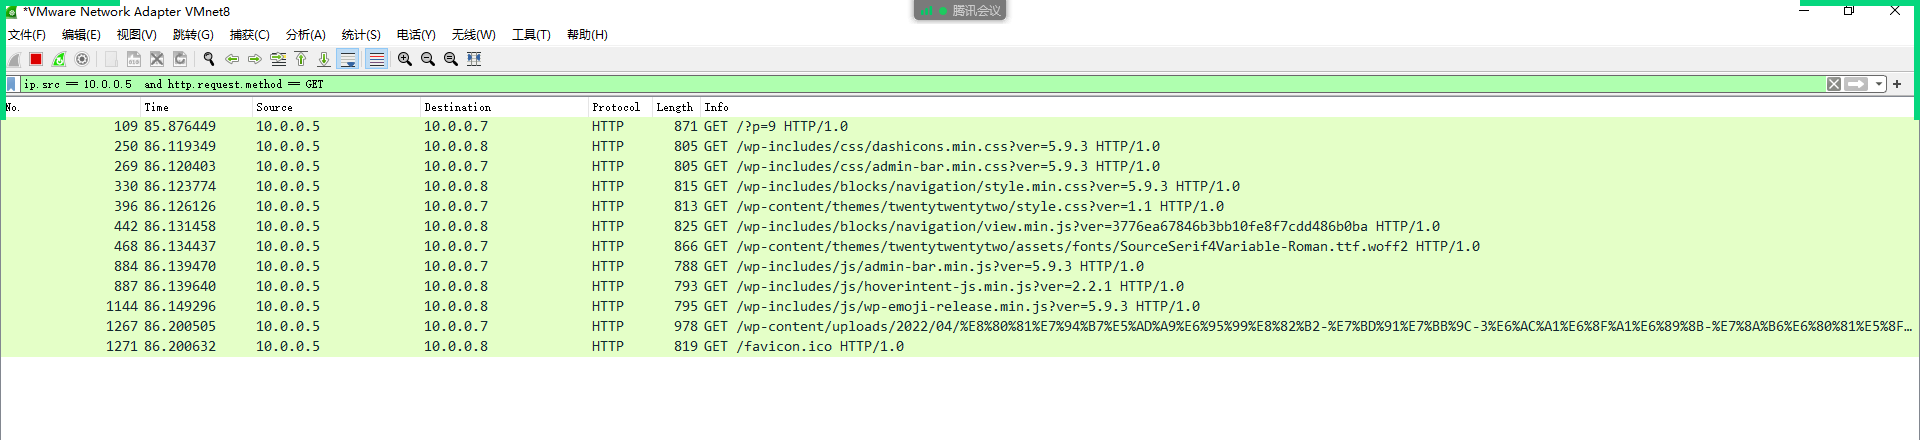 *VMware Network Adapter VMnet8
腾讯会议
文件(F) 编辑(E) 视图(V) 跳转(G) 捕获(C) 分析(A) 统计(S) 电话(Y) 无线(W) 工具(T) 帮助(H)
ip.src == 10.0.0.5 and http.request.method == GET
No. Time Source Destination Protocol Length Info
109 85.876449 10.0.0.5 10.0.0.7 HTTP 871 GET /?p=9 HTTP/1.0
250 86.119349 10.0.0.5 10.0.0.8 HTTP 805 GET /wp-includes/css/dashicons.min.css?ver=5.9.3 HTTP/1.0
269 86.120403 10.0.0.5 10.0.0.7 HTTP 805 GET /wp-includes/css/admin-bar.min.css?ver=5.9.3 HTTP/1.0
330 86.123774 10.0.0.5 10.0.0.8 HTTP 815 GET /wp-includes/blocks/navigation/style.min.css?ver=5.9.3 HTTP/1.0
396 86.126126 10.0.0.5 10.0.0.7 HTTP 813 GET /wp-content/themes/twentytwentytwo/style.css?ver=1.1 HTTP/1.0
442 86.131458 10.0.0.5 10.0.0.8 HTTP 825 GET /wp-includes/blocks/navigation/view.min.js?ver=3776ea67846b3bb10fe8f7cdd486b0ba HTTP/1.0
468 86.134437 10.0.0.5 10.0.0.7 HTTP 866 GET /wp-content/themes/twentytwentytwo/assets/fonts/SourceSerif4Variable-Roman.ttf.woff2 HTTP/1.0
884 86.139470 10.0.0.5 10.0.0.7 HTTP 788 GET /wp-includes/js/admin-bar.min.js?ver=5.9.3 HTTP/1.0
887 86.139640 10.0.0.5 10.0.0.8 HTTP 793 GET /wp-includes/js/hoverintent-js.min.js?ver=2.2.1 HTTP/1.0
1144 86.149296 10.0.0.5 10.0.0.8 HTTP 795 GET /wp-includes/js/wp-emoji-release.min.js?ver=5.9.3 HTTP/1.0
1267 86.200505 10.0.0.5 10.0.0.7 HTTP 978 GET /wp-content/uploads/2022/04/%E8%80%81%E7%94%B7%E5%AD%A9%E6%95%99%E8%82%B2-%E7%BD%91%E7%BB%9C-3%E6%AC%A1%E6%8F%A1%E6%89%8B-%E7%8A%B6%E6%80%81%E5%8F…
1271 86.200632 10.0.0.5 10.0.0.8 HTTP 819 GET /favicon.ico HTTP/1.0